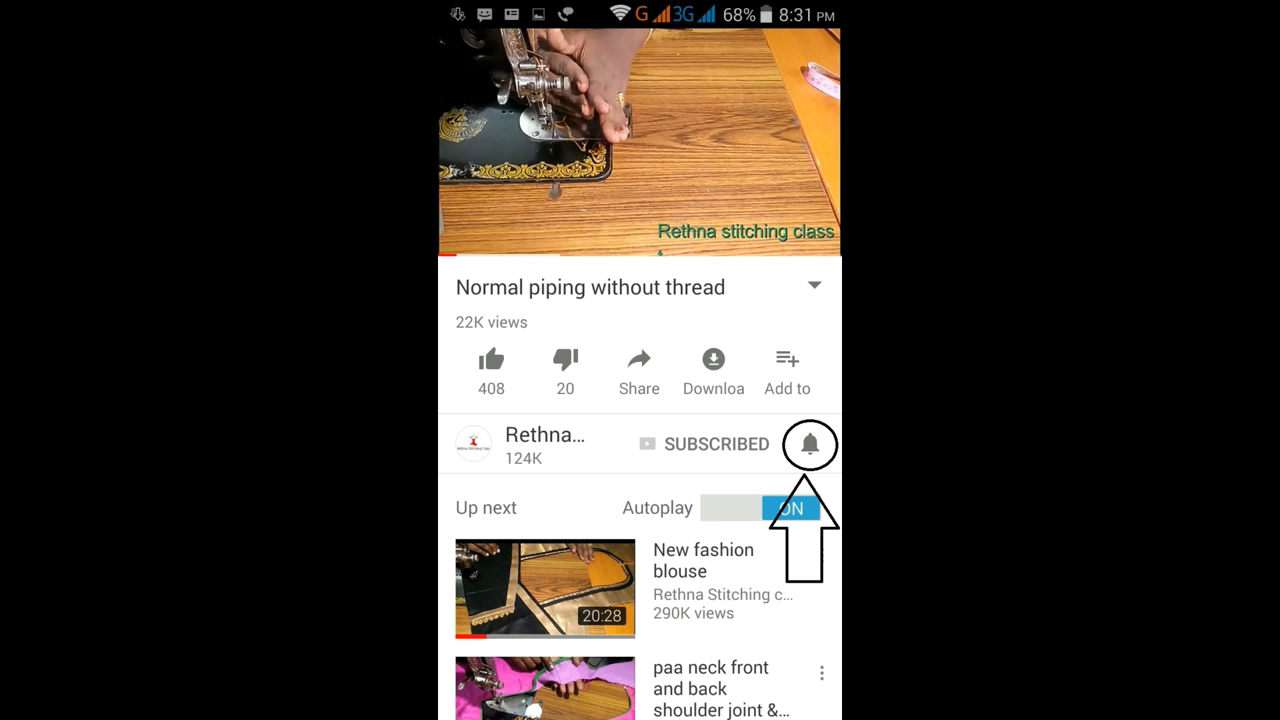 G 3G 68% 8:31 PM
Rethna stitching class
Normal piping without thread
22K views
408 20 Share Downloa Add to
Rethna… SUBSCRIBED
124K
Up next Autoplay ON
New fashion
blouse
Rethna Stitching c…
290K views
20:28
paa neck front
and back
shoulder joint &…